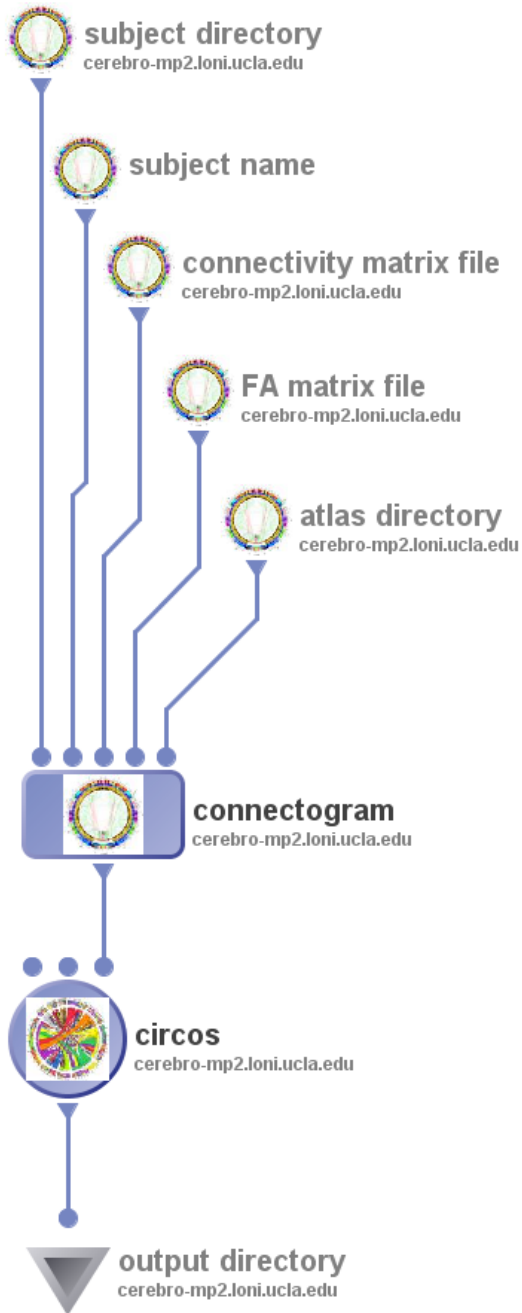 subject directory
cerebro-mp2.loni.ucla.edu
subject name
connectivity matrix file
cerebro-mp2.loni.ucla.edu
FA matrix file
cerebro-mp2.loni.ucla.edu
atlas directory
cerebro-mp2.loni.ucla.edu
connectogram
cerebro-mp2.loni.ucla.edu
circos
cerebro-mp2.loni.ucla.edu
output directory
cerebro-mp2.loni.ucla.edu